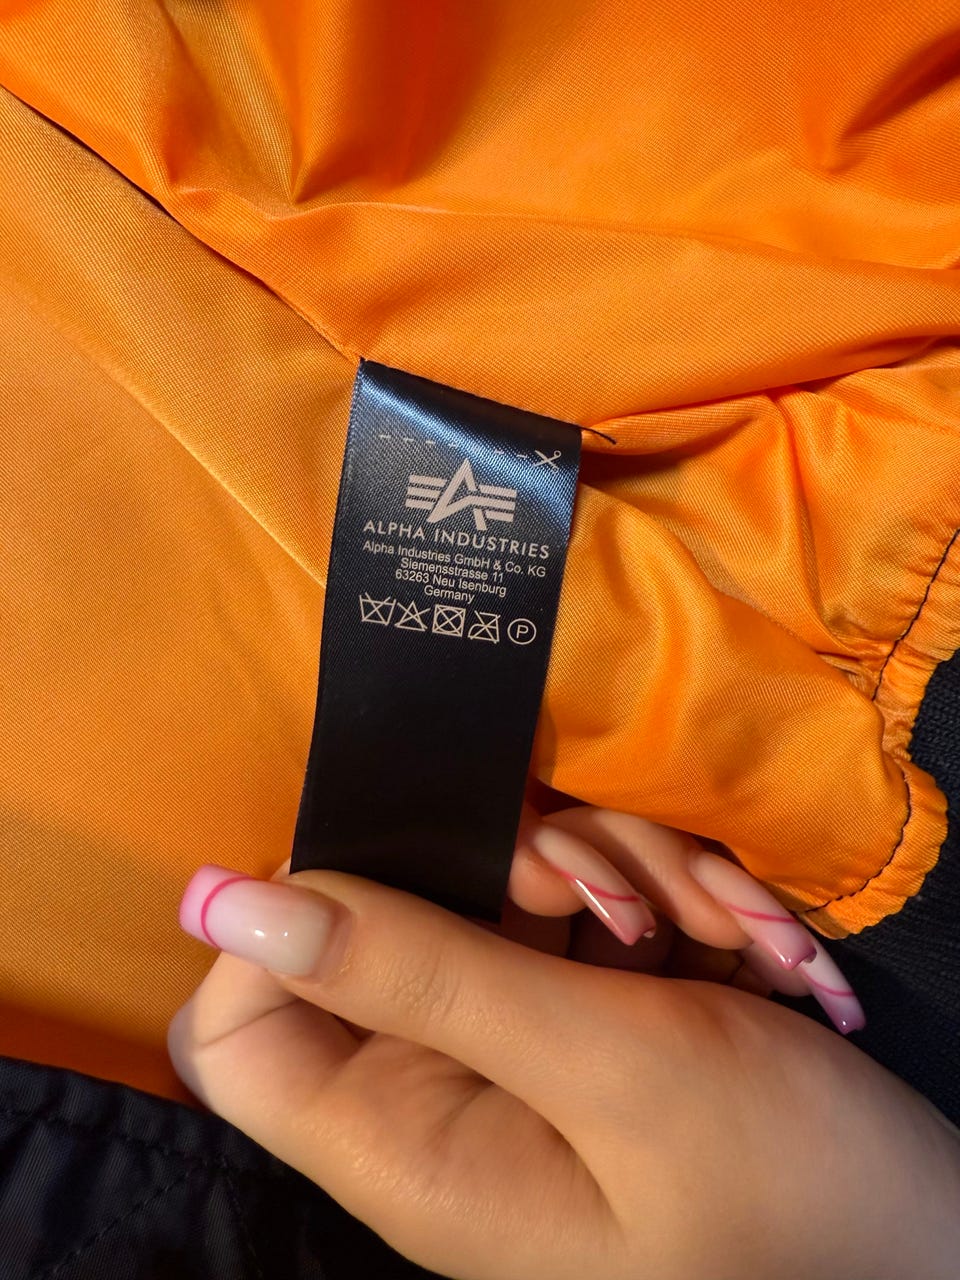 ALPHA INDUSTRIES
Alpha Industries GmbH & Co. KG
Siemensstrasse 11
63263 Neu Isenburg
Germany
P